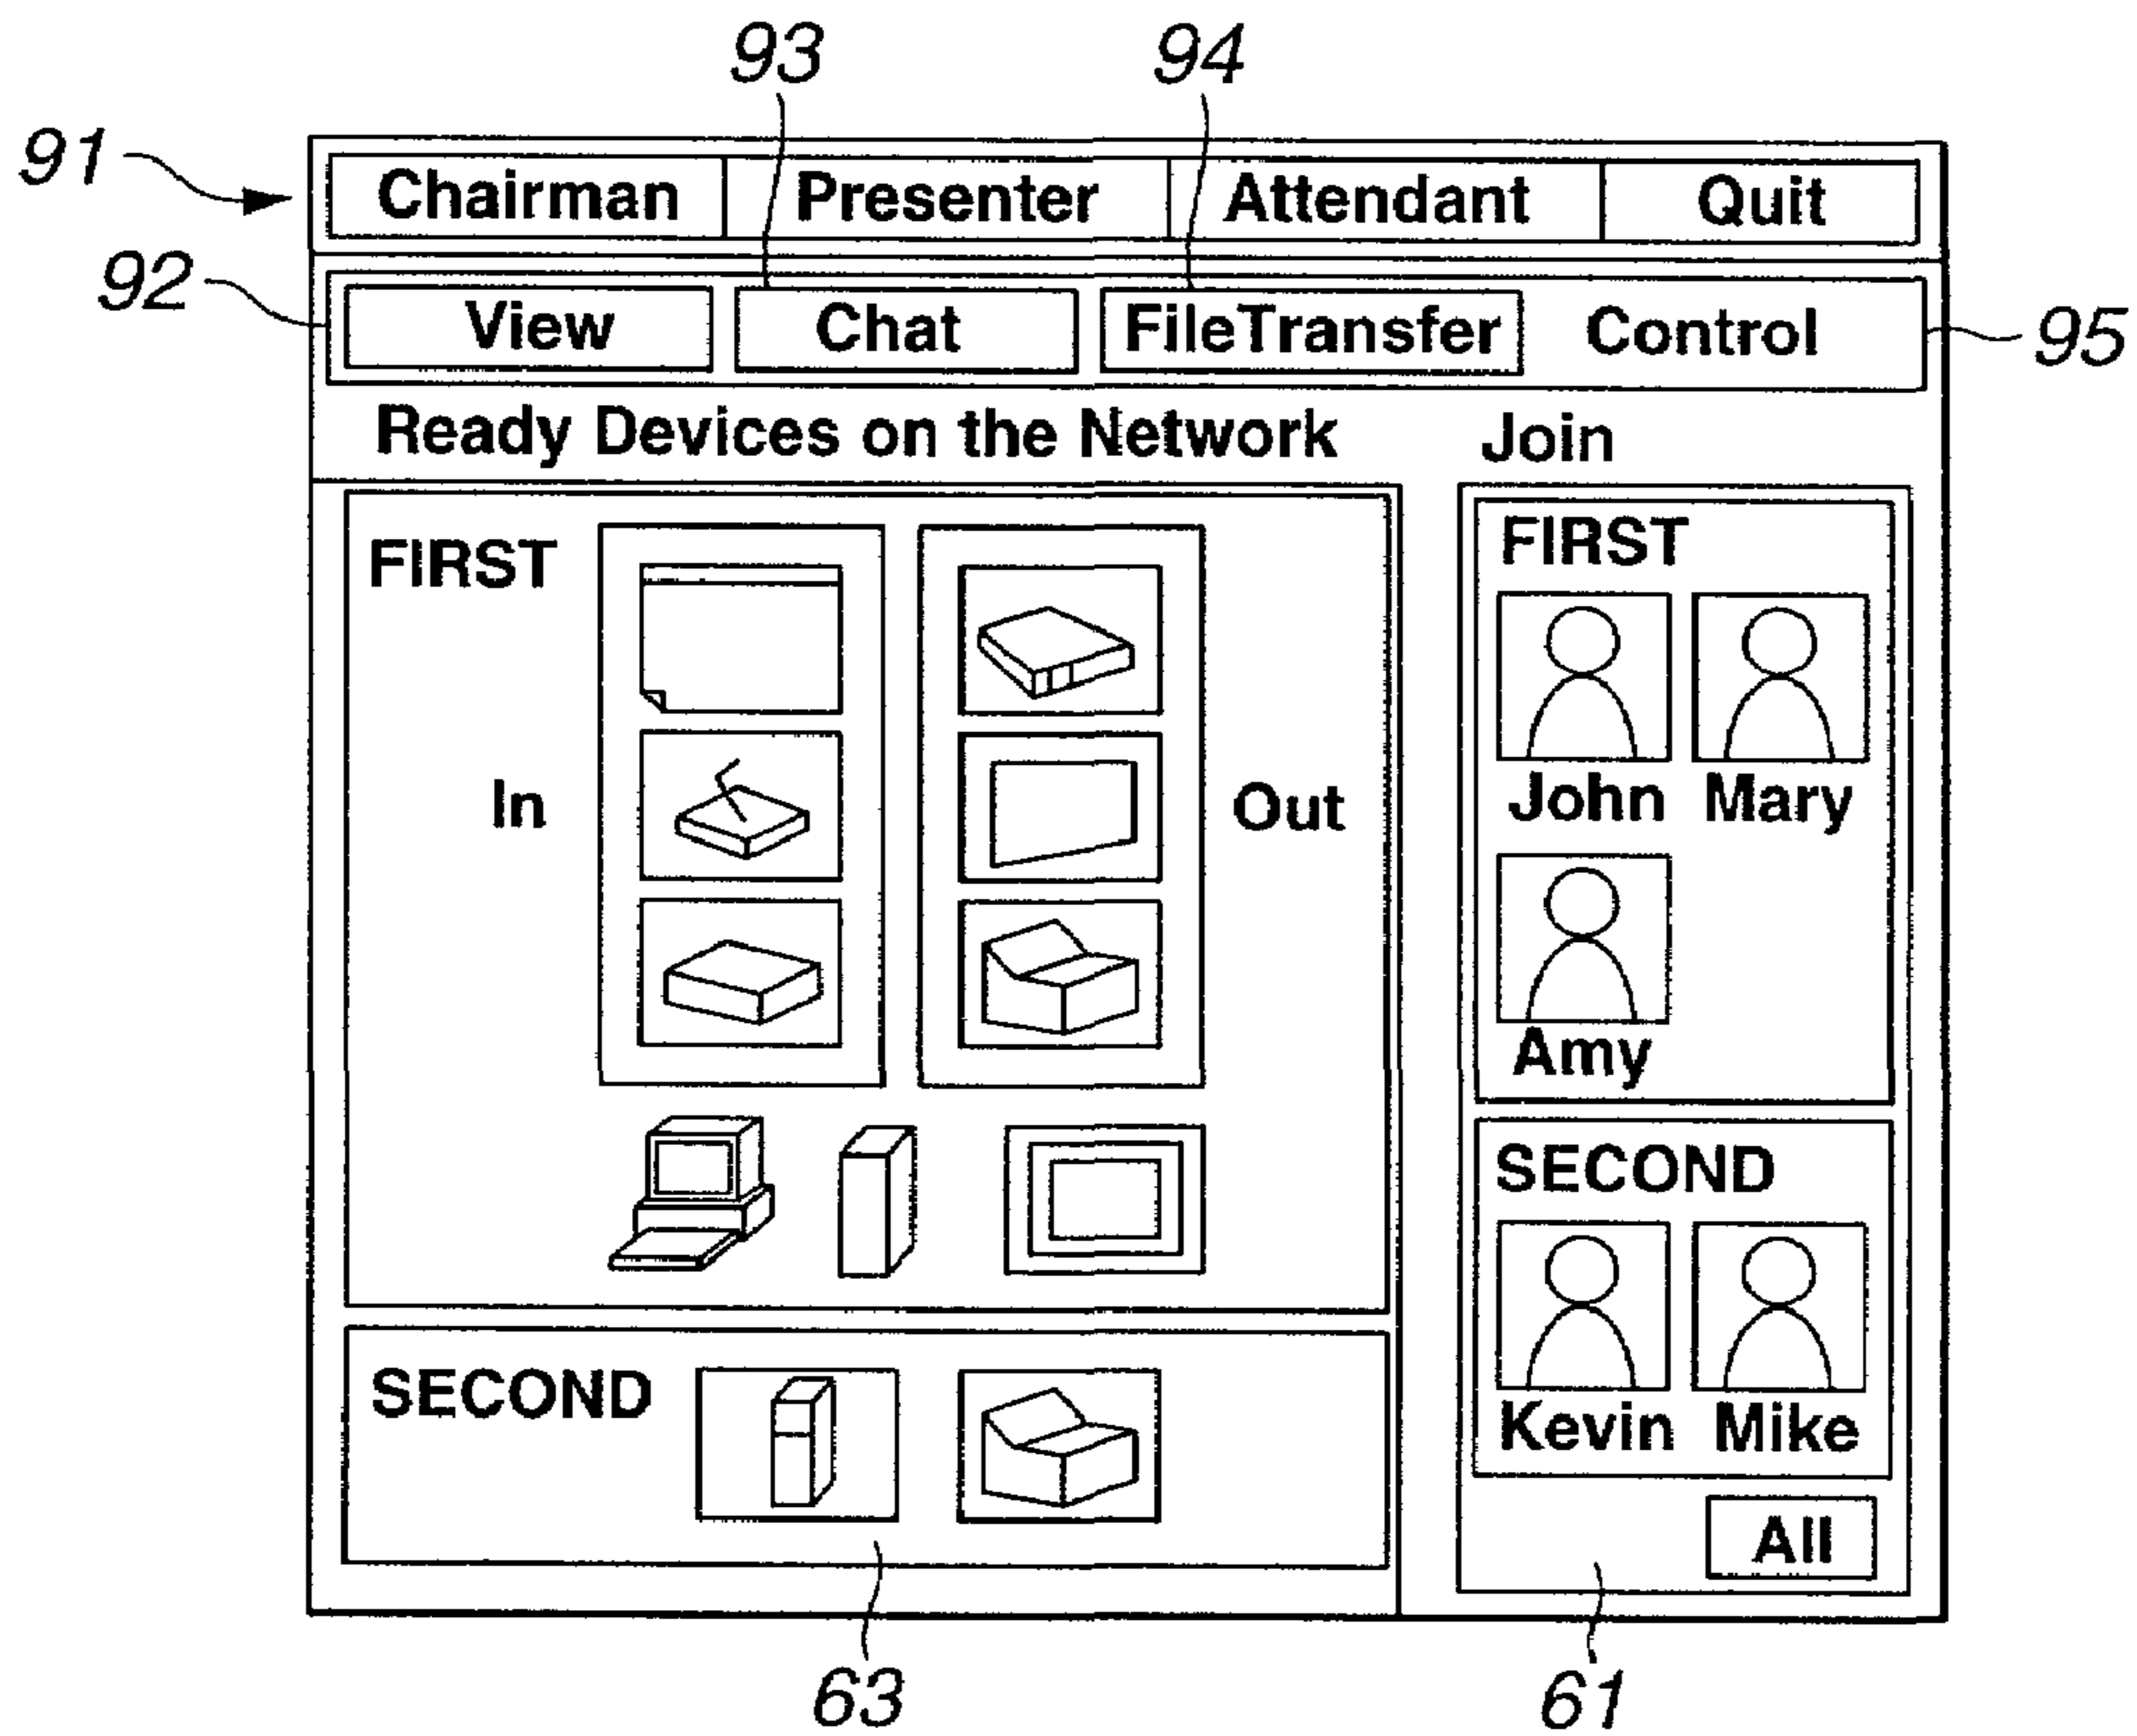 93 94
91
Chairman Presenter Attendant Quit
92
View Chat FileTransfer Control
95
Ready Devices on the Network Join
FIRST
In
Out
SECOND
FIRST
John Mary
Amy
SECOND
Kevin Mike
All
63 61